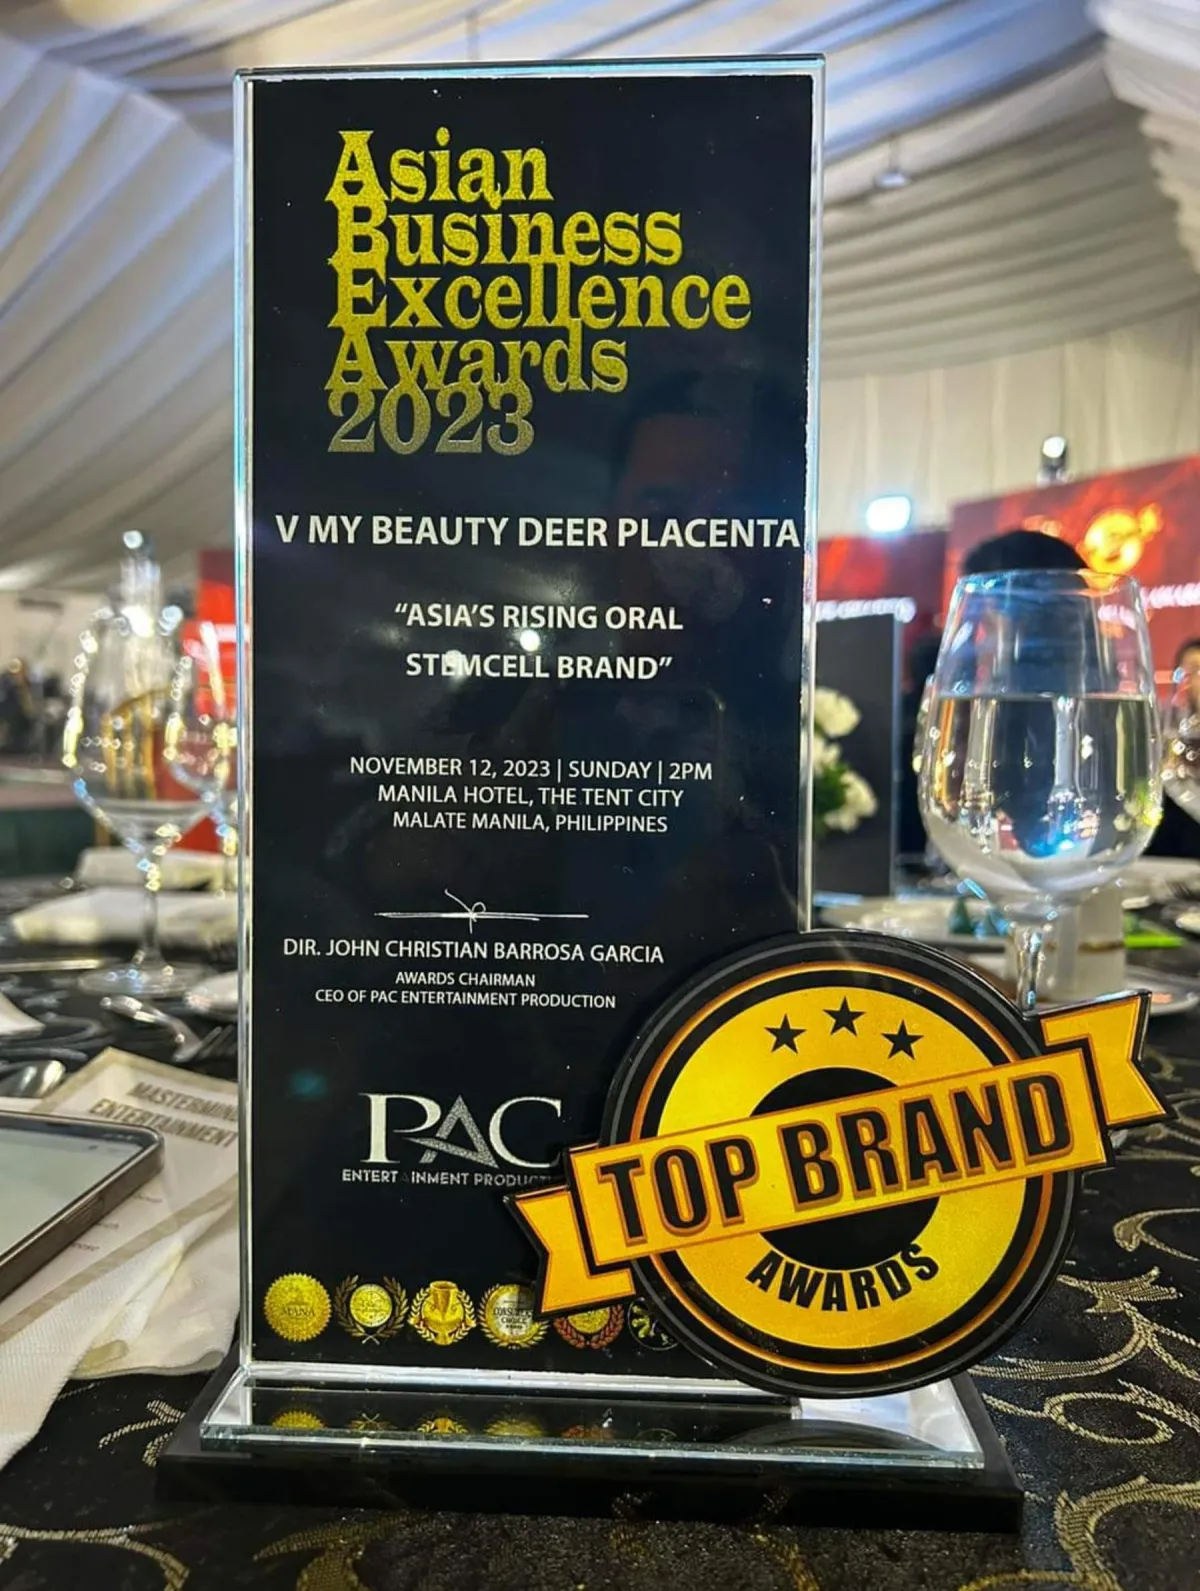 Asian
Business
Excellence
Awards
2023
V MY BEAUTY DEER PLACENTA
“ASIA’S RISING ORAL
STEMCELL BRAND”
NOVEMBER 12, 2023 | SUNDAY | 2PM
MANILA HOTEL, THE TENT CITY
MALATE MANILA, PHILIPPINES
DIR. JOHN CHRISTIAN BARROSA GARCIA
AWARDS CHAIRMAN
CEO OF PAC ENTERTAINMENT PRODUCTION
PAC
ENTERTAINMENT
TOP BRAND
AWARDS
ENTERTAINMENT